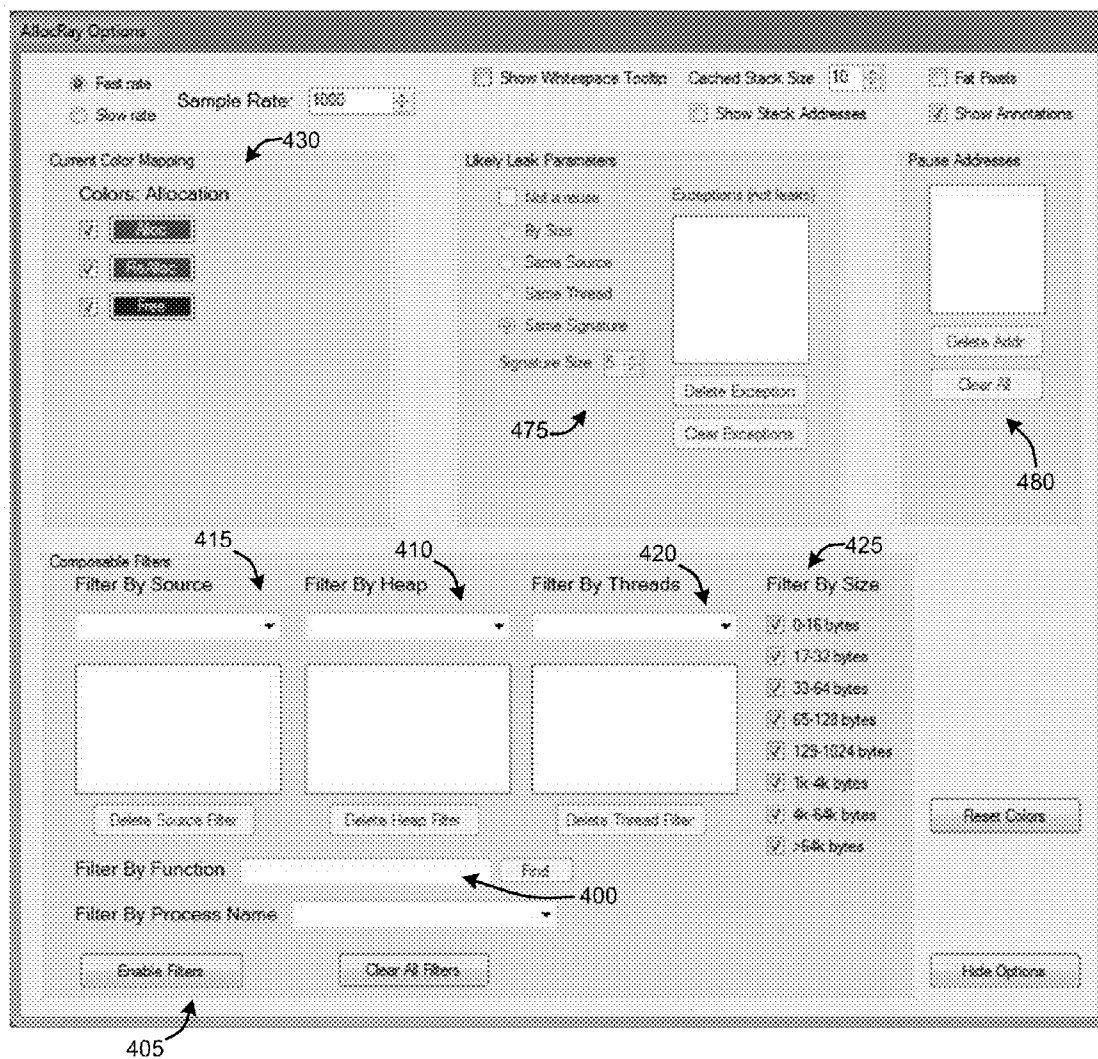 AllocRay Options
Fast rate
Slow rate
Sample Rate: 1000
Show Whitespace Tooltip
Cached Stack Size 10
Fat Pixels
Show Stack Addresses
Show Annotations
430
Current Color Mapping
Colors: Allocation
Alloc
Re-Alloc
Free
Likely Leak Parameters
Not a reuse
By Size
Same Source
Same Thread
Same Signature
Signature Size 5
Exceptions (not leaks)
Delete Exception
Clear Exceptions
475
Pause Addresses
Delete Addr
Clear All
480
Composable Filters
415
410
420
425
Filter By Source
Filter By Heap
Filter By Threads
Filter By Size
0-16 bytes
17-32 bytes
33-64 bytes
65-128 bytes
129-1024 bytes
1k-4k bytes
4k-64k bytes
>64k bytes
Delete Source Filter
Delete Heap Filter
Delete Thread Filter
Reset Colors
Filter By Function
Find
400
Filter By Process Name
Enable Filters
Clear All Filters
Hide Options
405